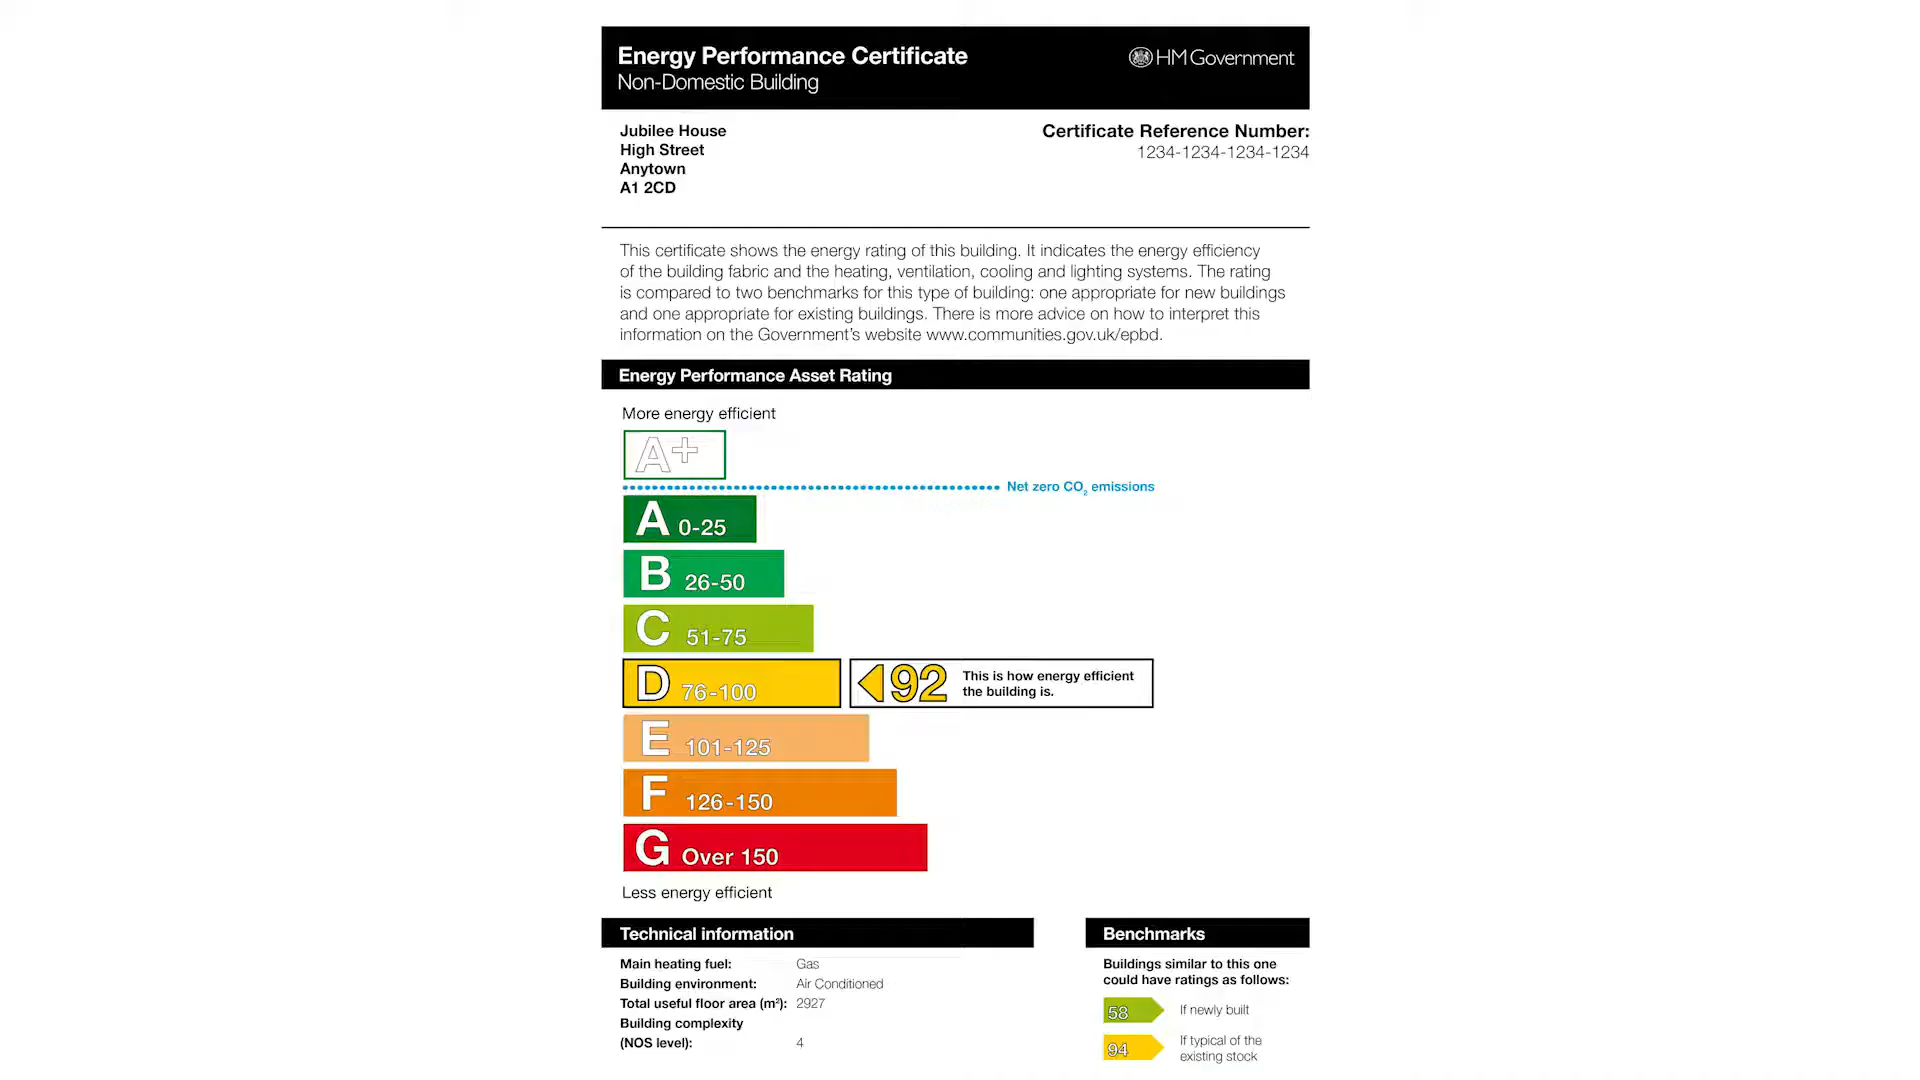 Energy Performance Certificate
Non-Domestic Building
HM Government
Jubilee House
High Street
Anytown
A1 2CD
Certificate Reference Number:
1234-1234-1234-1234
This certificate shows the energy rating of this building. It indicates the energy efficiency
of the building fabric and the heating, ventilation, cooling and lighting systems. The rating
is compared to two benchmarks for this type of building: one appropriate for new buildings
and one appropriate for existing buildings. There is more advice on how to interpret this
information on the Government's website www.communities.gov.uk/epbd.
Energy Performance Asset Rating
More energy efficient
A+
Net zero CO₂ emissions
A 0-25
B 26-50
C 51-75
D 76-100
92 This is how energy efficient
the building is.
E 101-125
F 126-150
G Over 150
Less energy efficient
Technical information
Main heating fuel: Gas
Building environment: Air Conditioned
Total useful floor area (m²): 2927
Building complexity
(NOS level): 4
Benchmarks
Buildings similar to this one
could have ratings as follows:
58 If newly built
94 If typical of the
existing stock